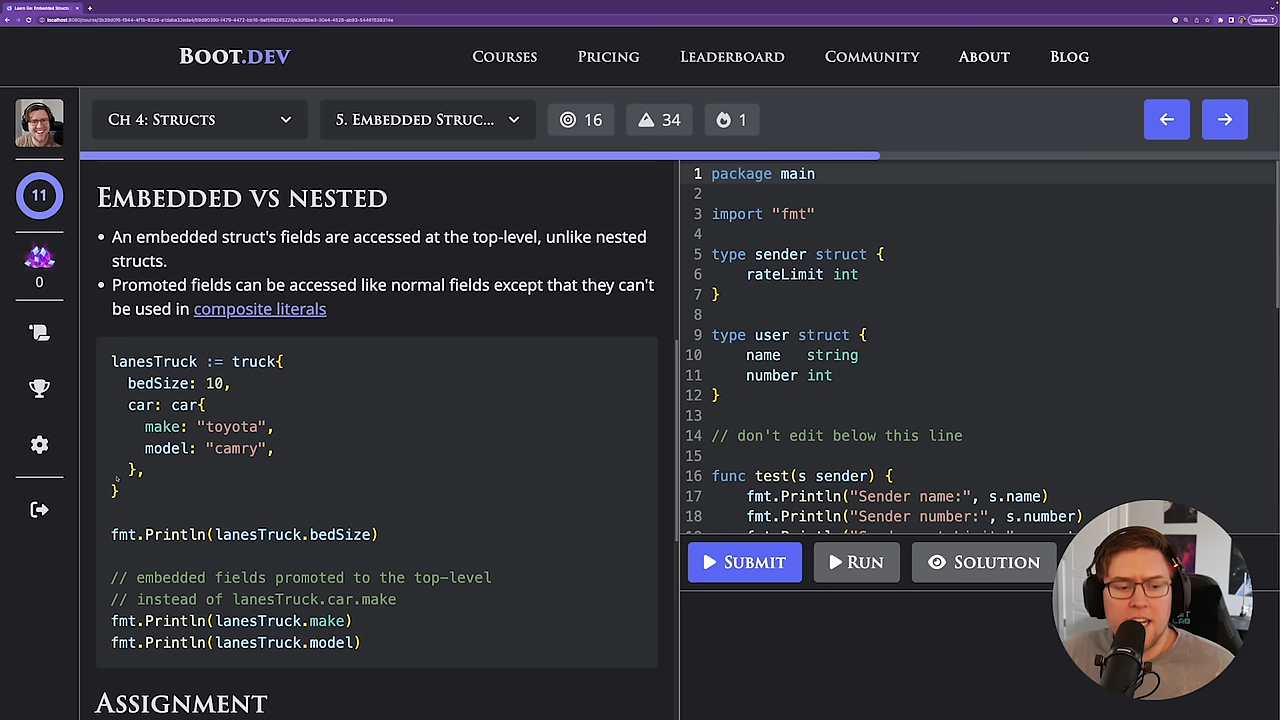 Learn Go: Embedded Structs
Update
BOOT.DEV
COURSES
PRICING
LEADERBOARD
COMMUNITY
ABOUT
BLOG
CH 4: STRUCTS
5. EMBEDDED STRUC...
16
34
1
11
0
EMBEDDED VS NESTED
An embedded struct's fields are accessed at the top-level, unlike nested
structs.
Promoted fields can be accessed like normal fields except that they can't
be used in composite literals
lanesTruck := truck{
bedSize: 10,
car: car{
make: "toyota",
model: "camry",
},
}
fmt.Println(lanesTruck.bedSize)
// embedded fields promoted to the top-level
// instead of lanesTruck.car.make
fmt.Println(lanesTruck.make)
fmt.Println(lanesTruck.model)
ASSIGNMENT
1 package main
2
3 import "fmt"
4
5 type sender struct {
6 rateLimit int
7 }
8
9 type user struct {
10 name string
11 number int
12 }
13
14 // don't edit below this line
15
16 func test(s sender) {
17 fmt.Println("Sender name:", s.name)
18 fmt.Println("Sender number:", s.number)
SUBMIT
RUN
SOLUTION